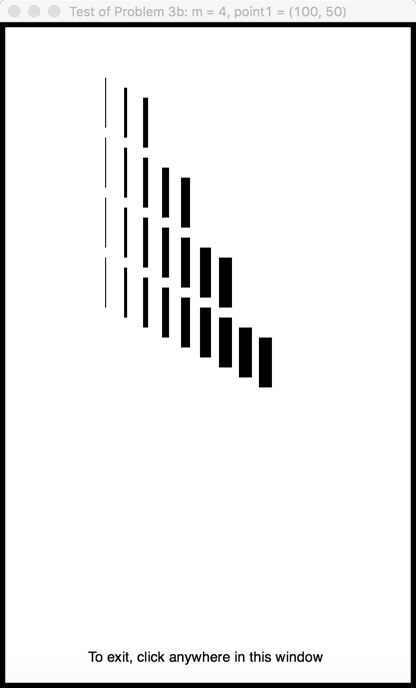 Test of Problem 3b: m = 4, point1 = (100, 50)
To exit, click anywhere in this window